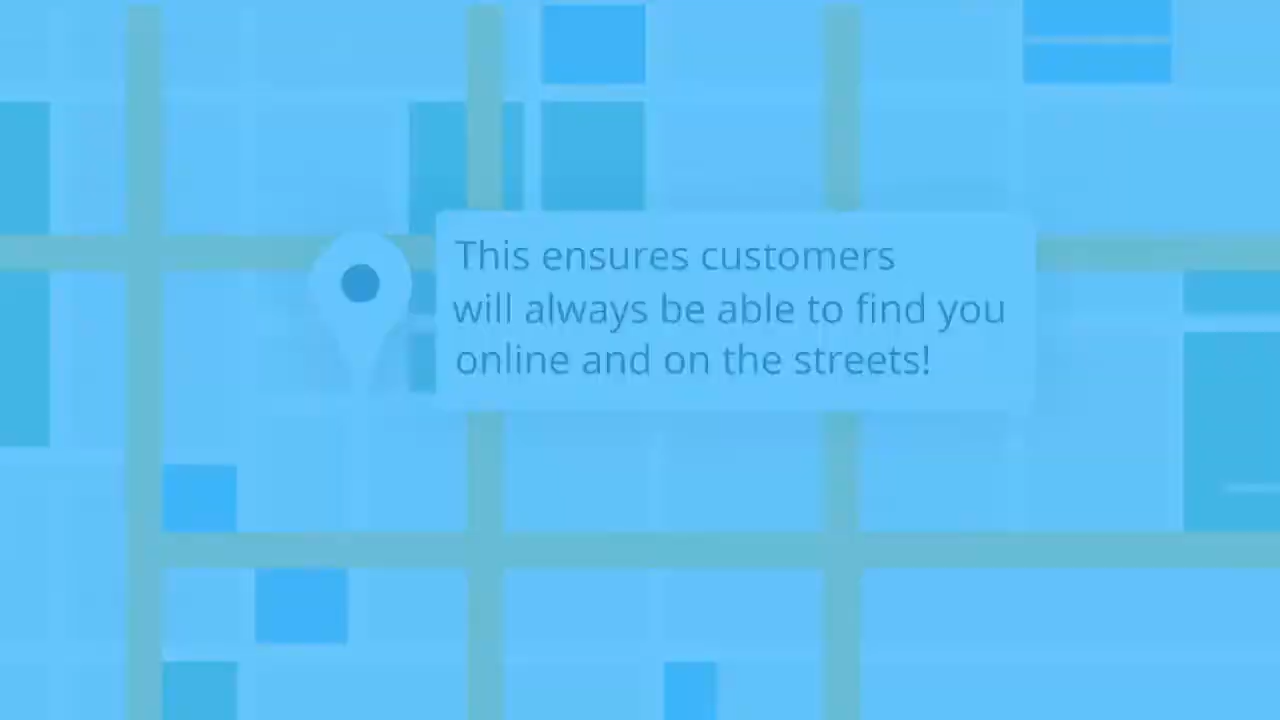 This ensures customers
will always be able to find you
online and on the streets!